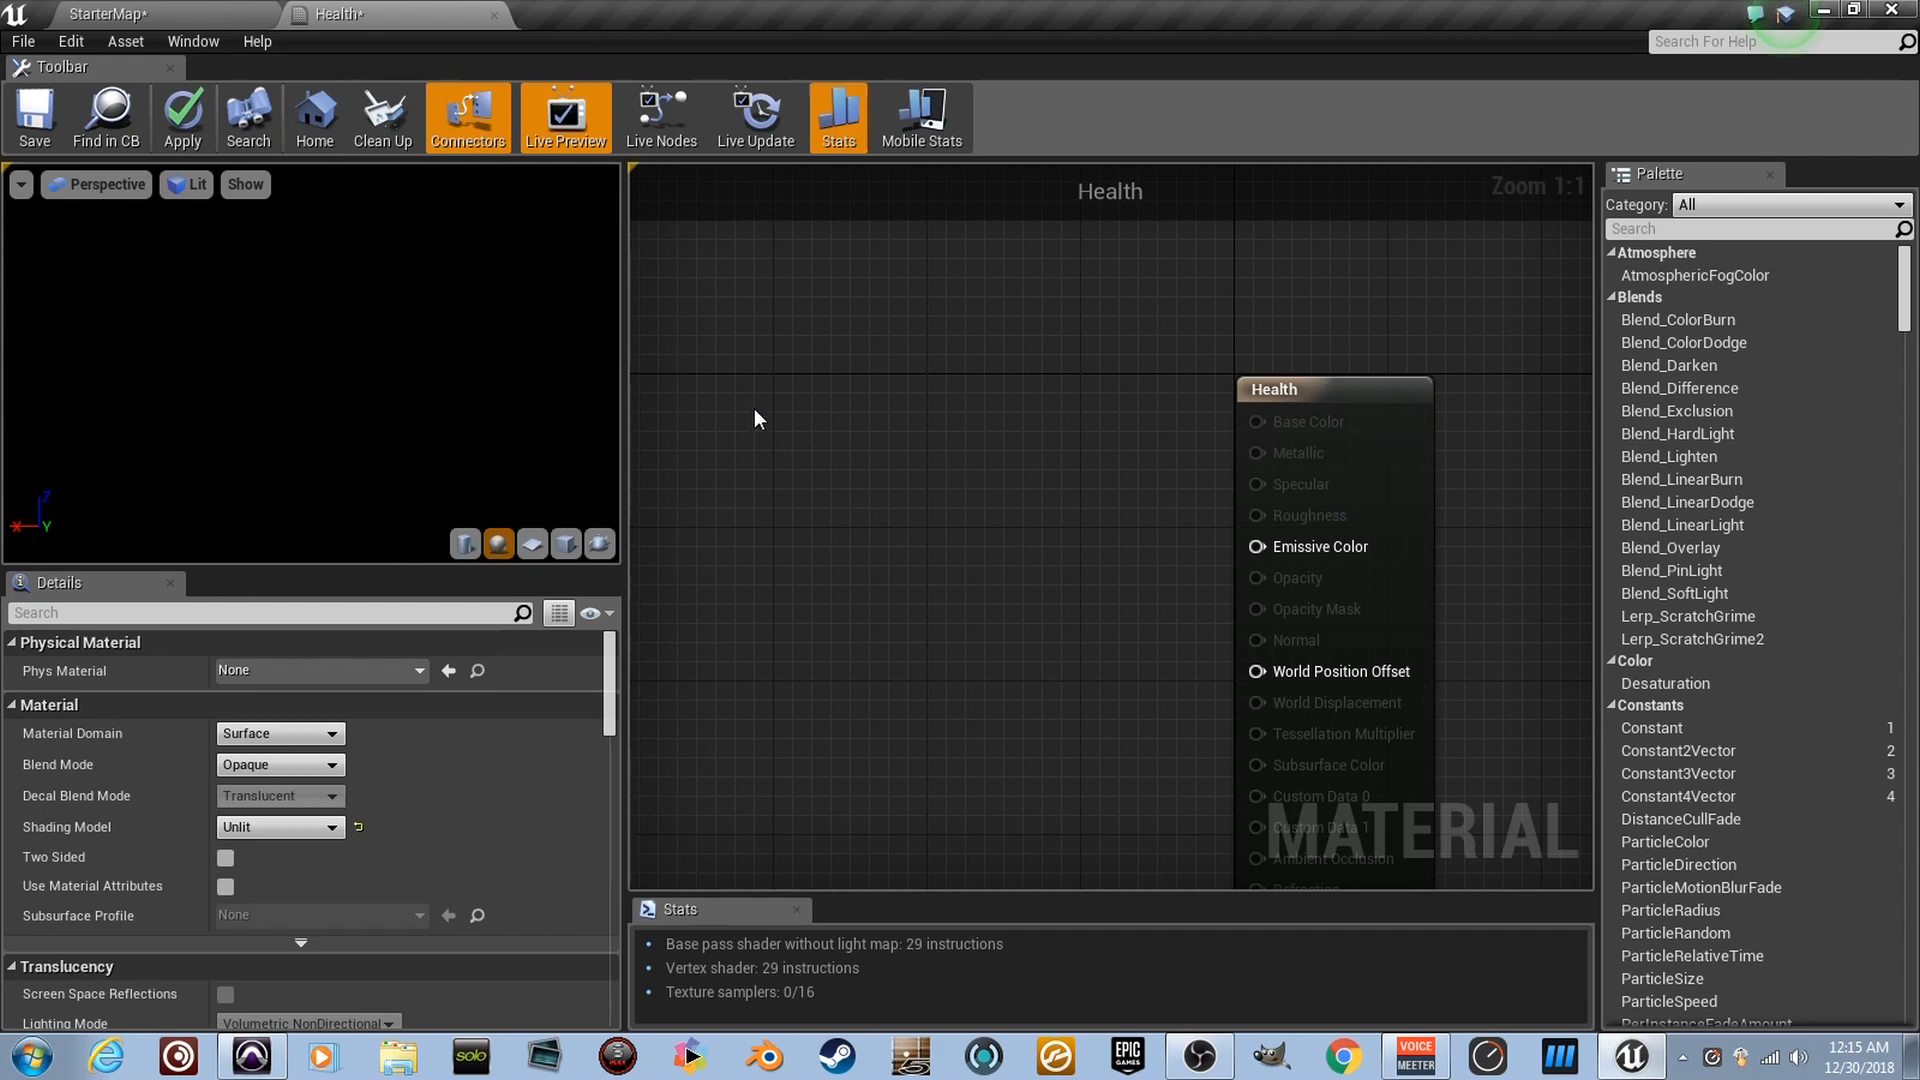 StarterMap*
Health*
File Edit Asset Window Help
Search For Help
Toolbar
Save Find in CB Apply Search Home Clean Up Connectors Live Preview Live Nodes Live Update Stats Mobile Stats
Perspective Lit Show
Z
X Y
Health
Zoom 1:1
Health
Base Color
Metallic
Specular
Roughness
Emissive Color
Opacity
Opacity Mask
Normal
World Position Offset
World Displacement
Tessellation Multiplier
Subsurface Color
Custom Data 0
Custom Data 1
Ambient Occlusion
Refraction
MATERIAL
Details
Search
Physical Material
Phys Material None
Material
Material Domain Surface
Blend Mode Opaque
Decal Blend Mode Translucent
Shading Model Unlit
Two Sided
Use Material Attributes
Subsurface Profile None
Translucency
Screen Space Reflections
Lighting Mode Volumetric NonDirectional
Stats
Base pass shader without light map: 29 instructions
Vertex shader: 29 instructions
Texture samplers: 0/16
Palette
Category: All
Search
Atmosphere
AtmosphericFogColor
Blends
Blend_ColorBurn
Blend_ColorDodge
Blend_Darken
Blend_Difference
Blend_Exclusion
Blend_HardLight
Blend_Lighten
Blend_LinearBurn
Blend_LinearDodge
Blend_LinearLight
Blend_Overlay
Blend_PinLight
Blend_SoftLight
Lerp_ScratchGrime
Lerp_ScratchGrime2
Color
Desaturation
Constants
Constant 1
Constant2Vector 2
Constant3Vector 3
Constant4Vector 4
DistanceCullFade
ParticleColor
ParticleDirection
ParticleMotionBlurFade
ParticleRadius
ParticleRandom
ParticleRelativeTime
ParticleSize
ParticleSpeed
PerInstanceFadeAmount
solo
EPIC
GAMES
VOICE
MEETER
12:15 AM
12/30/2018